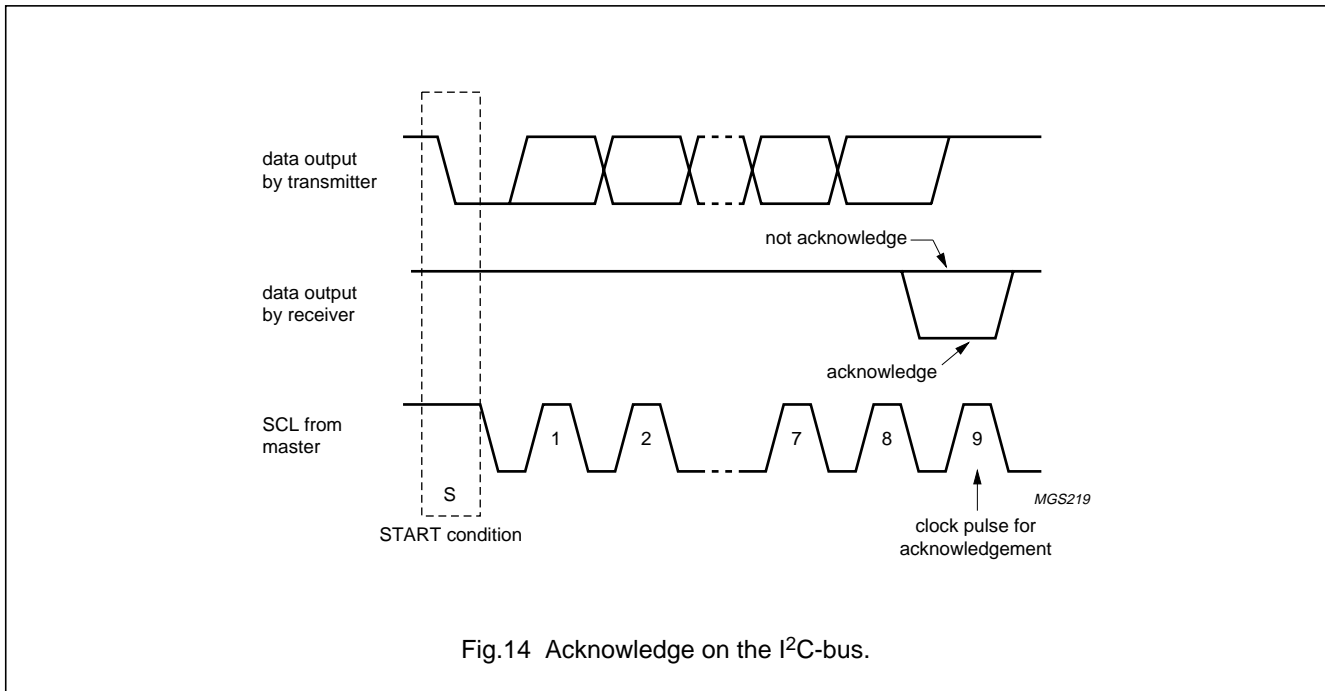 data output
by transmitter
not acknowledge
data output
by receiver
acknowledge
SCL from
master
1
2
7
8
9
S
START condition
MGS219
clock pulse for
acknowledgement
Fig.14 Acknowledge on the I²C-bus.